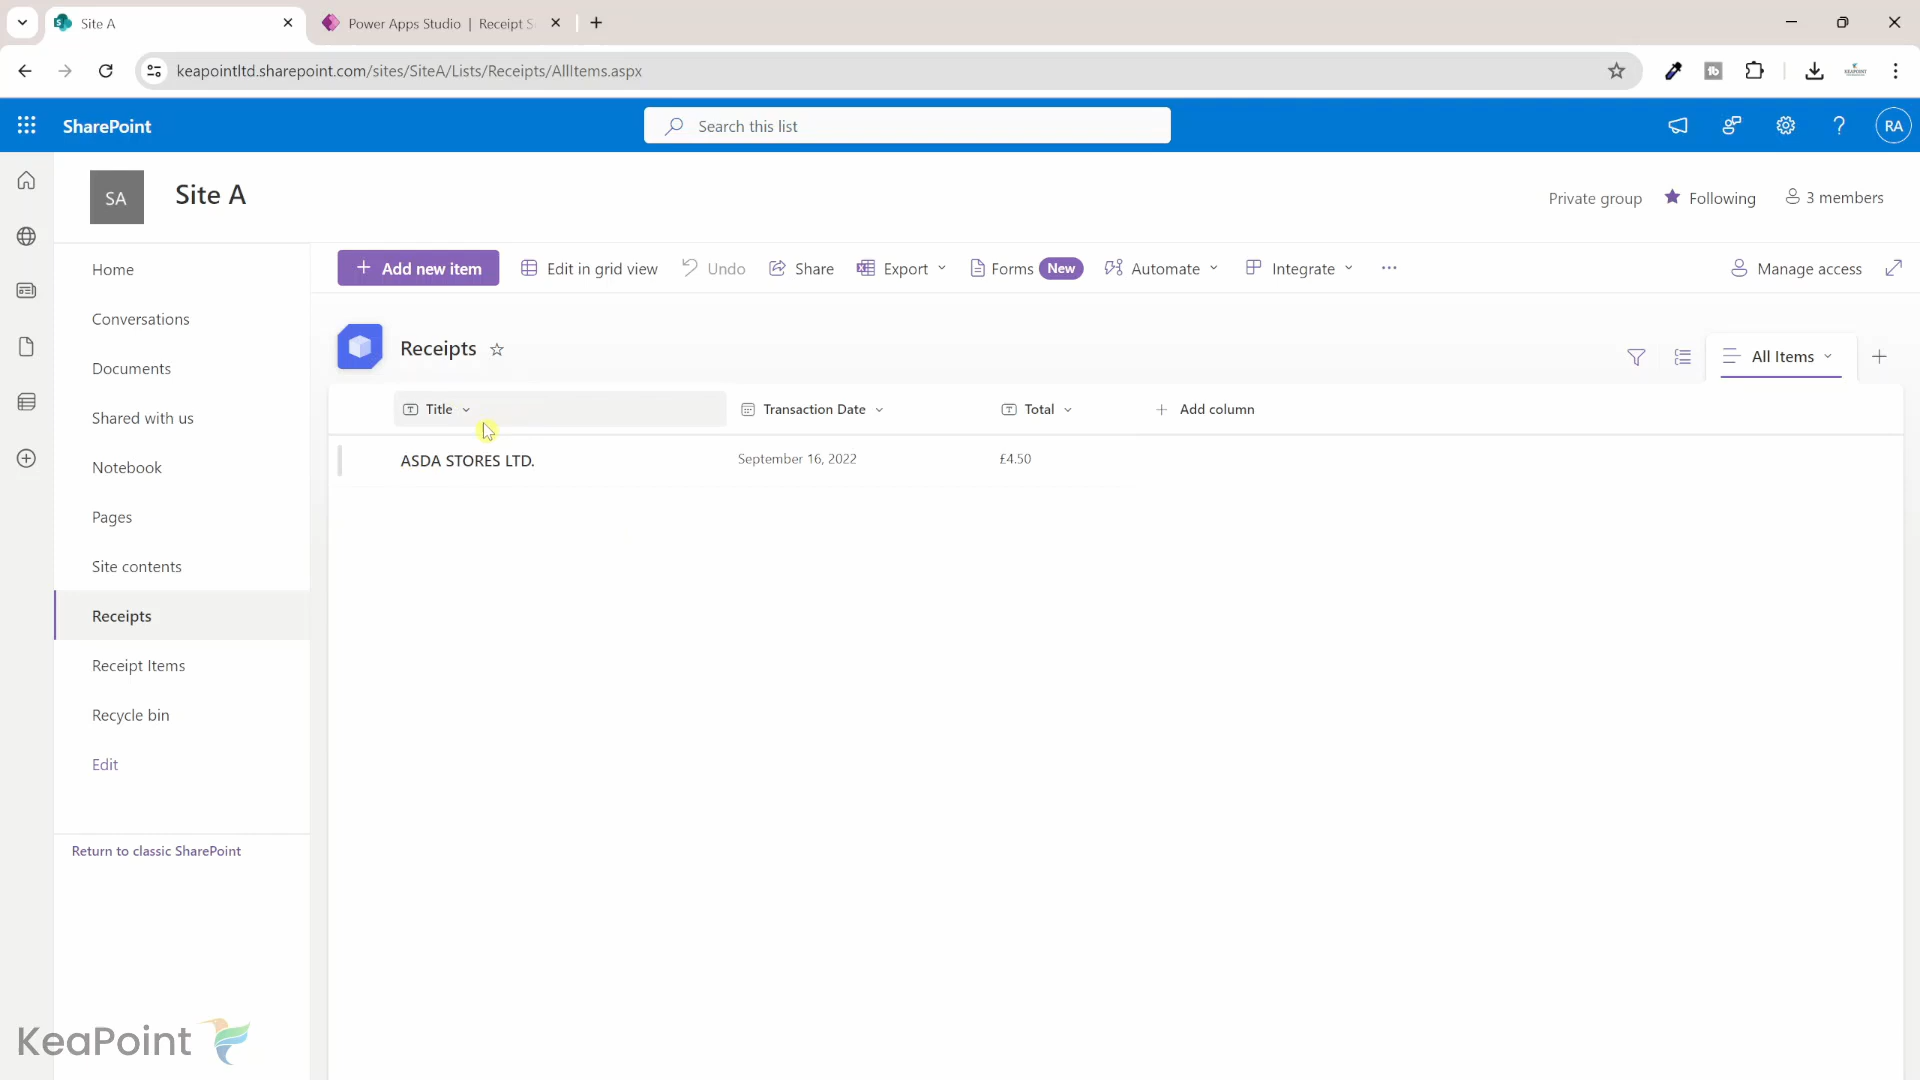 Site A
Power Apps Studio | Receipt S
keapointltd.sharepoint.com/sites/SiteA/Lists/Receipts/AllItems.aspx
SharePoint
Search this list
RA
SA
Site A
Private group
Following
3 members
Home
Conversations
Documents
Shared with us
Notebook
Pages
Site contents
Receipts
Receipt Items
Recycle bin
Edit
Return to classic SharePoint
Add new item
Edit in grid view
Undo
Share
Export
Forms New
Automate
Integrate
Manage access
Receipts
All Items
Title
Transaction Date
Total
Add column
ASDA STORES LTD.
September 16, 2022
£4.50
KeaPoint